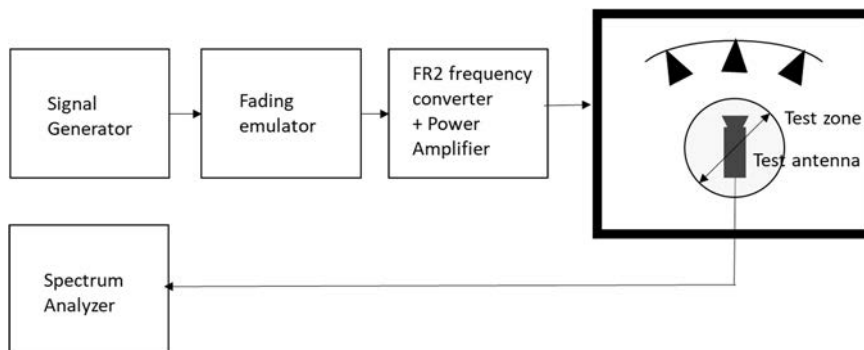 Signal
Generator
Fading
emulator
FR2 frequency
converter
+ Power
Amplifier
Test zone
Test antenna
Spectrum
Analyzer